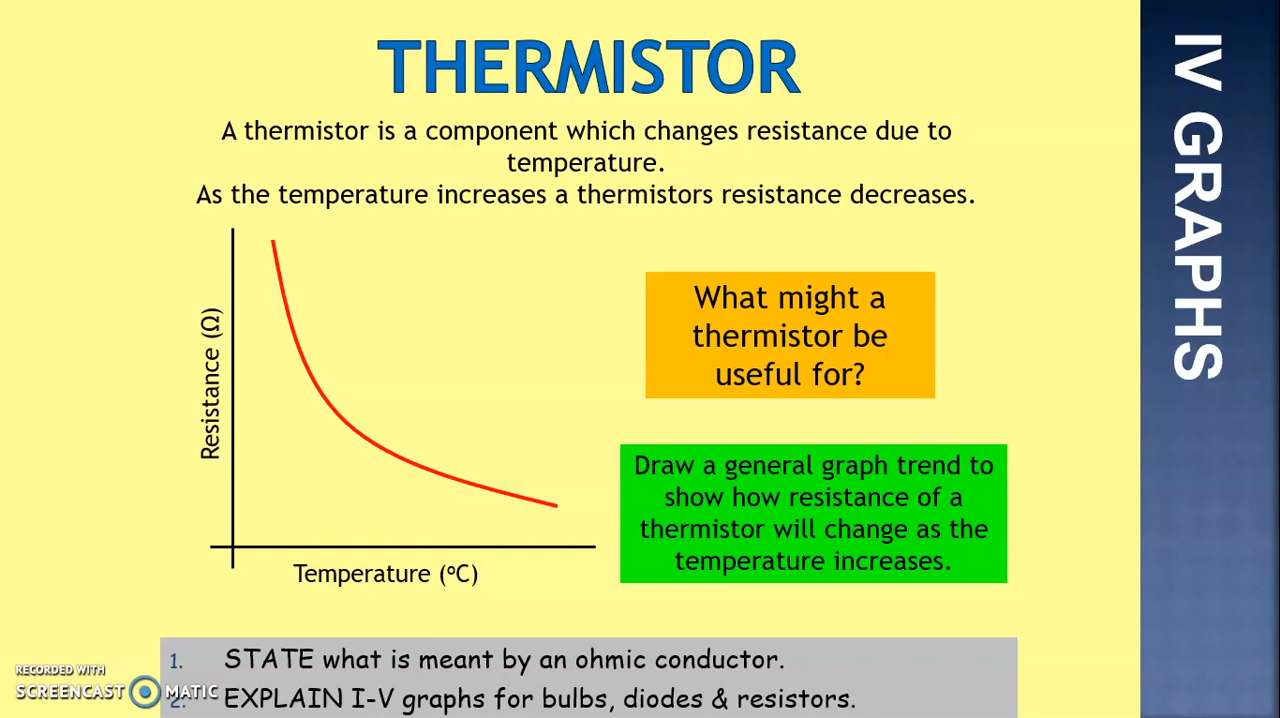 THERMISTOR
A thermistor is a component which changes resistance due to
temperature.
As the temperature increases a thermistors resistance decreases.
Resistance (Ω)
Temperature (°C)
What might a
thermistor be
useful for?
Draw a general graph trend to
show how resistance of a
thermistor will change as the
temperature increases.
1. STATE what is meant by an ohmic conductor.
2. EXPLAIN I-V graphs for bulbs, diodes & resistors.
RECORDED WITH
SCREENCAST MATIC
IV GRAPHS